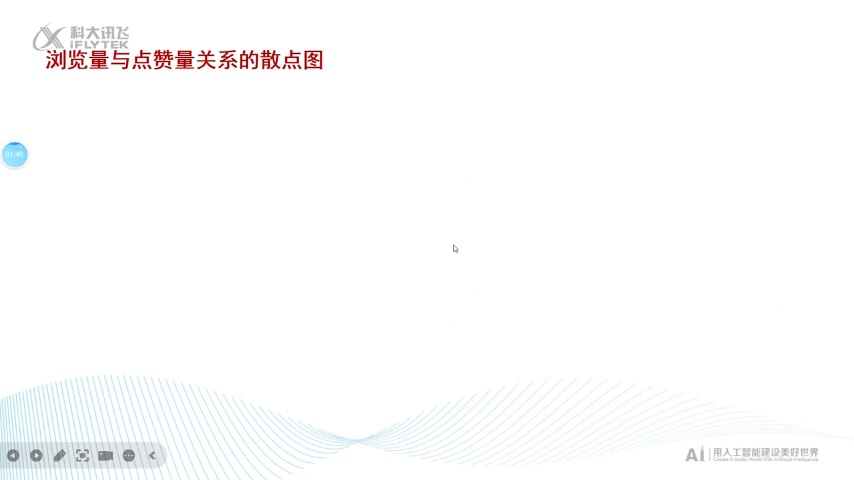 科大讯飞
iFLYTEK
浏览量与点赞量关系的散点图
01:46
AI 用人工智能建设美好世界
Create A Better World With Artificial Intelligence